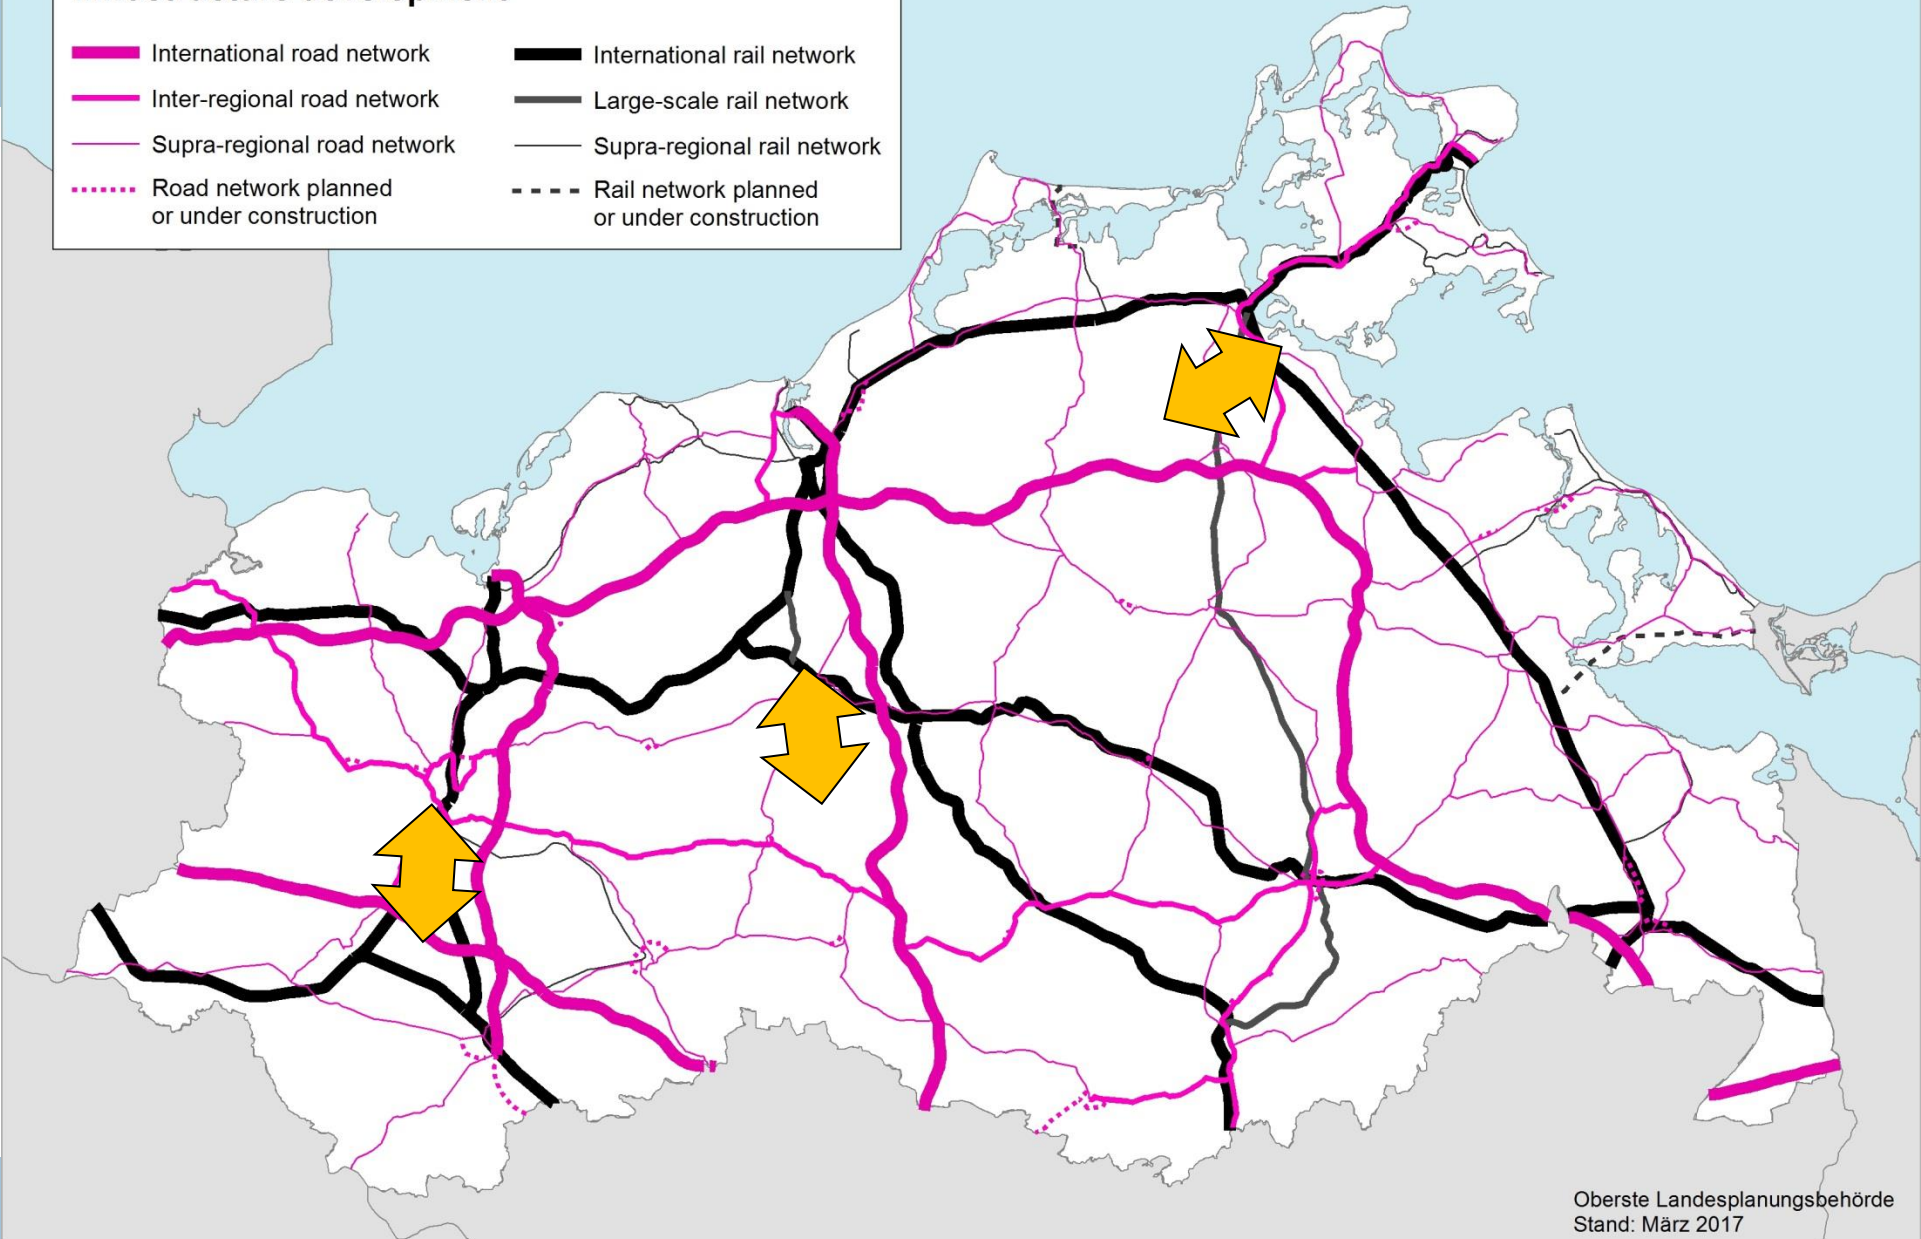 International road network
International rail network
Inter-regional road network
Large-scale rail network
Supra-regional road network
Supra-regional rail network
Road network planned
or under construction
Rail network planned
or under construction
Oberste Landesplanungsbehörde
Stand: März 2017